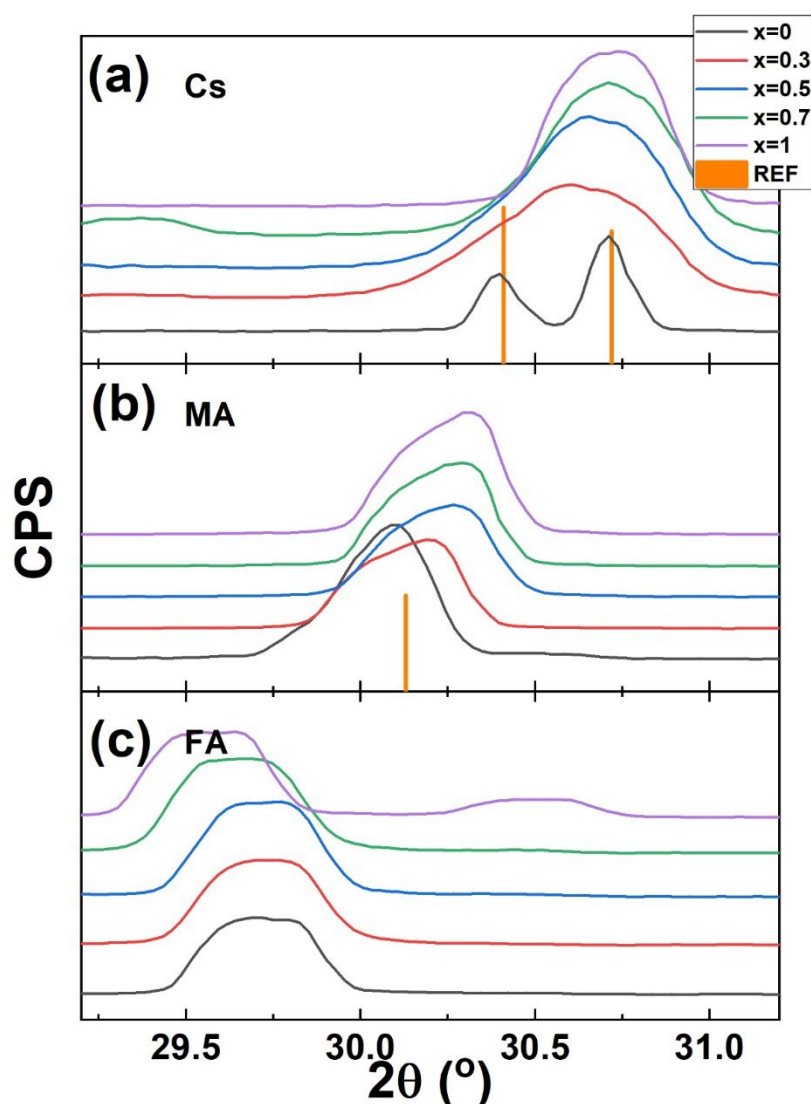 x=0
x=0.3
x=0.5
x=0.7
x=1
REF
(a) Cs
(b) MA
(c) FA
CPS
29.5 30.0 30.5 31.0
2θ (°)